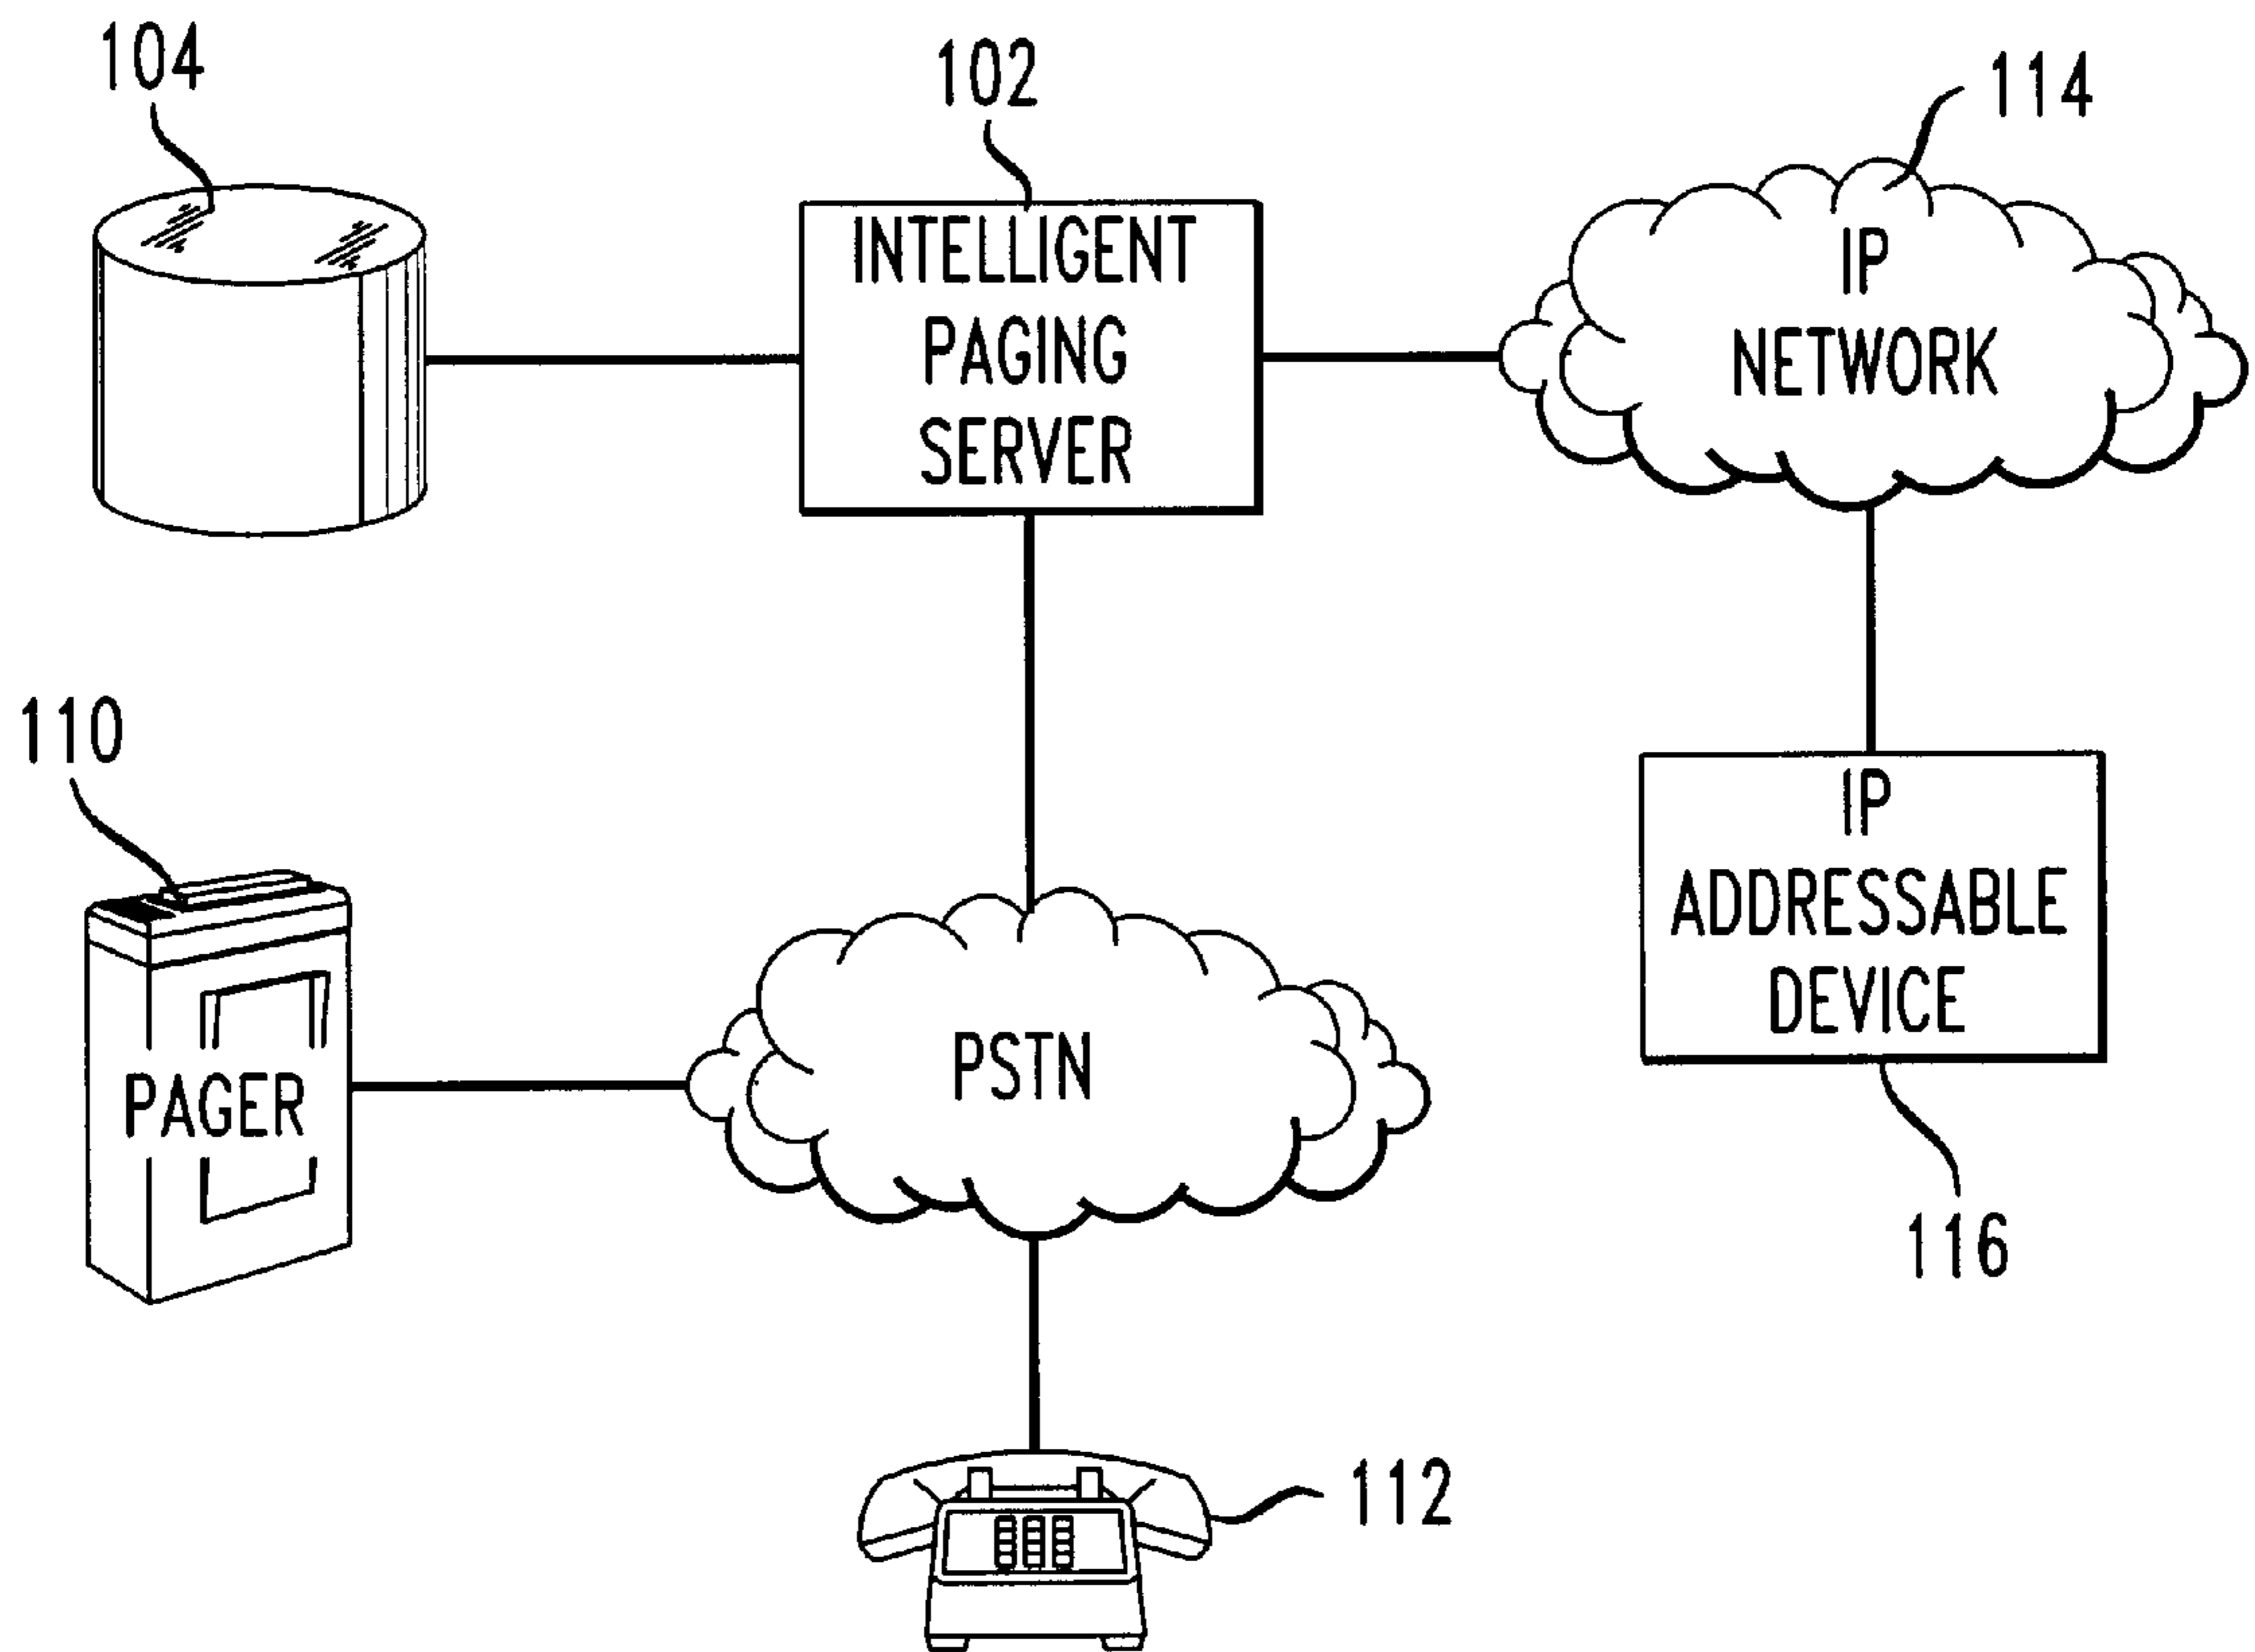 104
102
114
INTELLIGENT
PAGING
SERVER
IP
NETWORK
110
IP
ADDRESSABLE
DEVICE
PSTN
PAGER
116
112